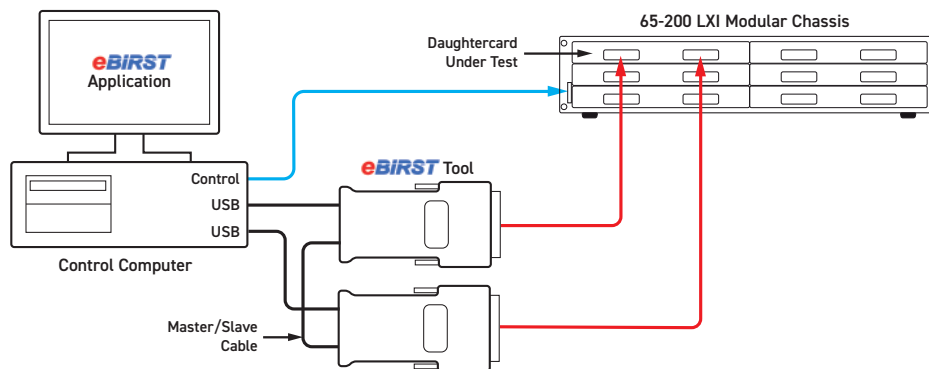 65-200 LXI Modular Chassis
Daughtercard
Under Test
eBIRST
Application
eBIRST Tool
Control
USB
USB
Control Computer
Master/Slave
Cable